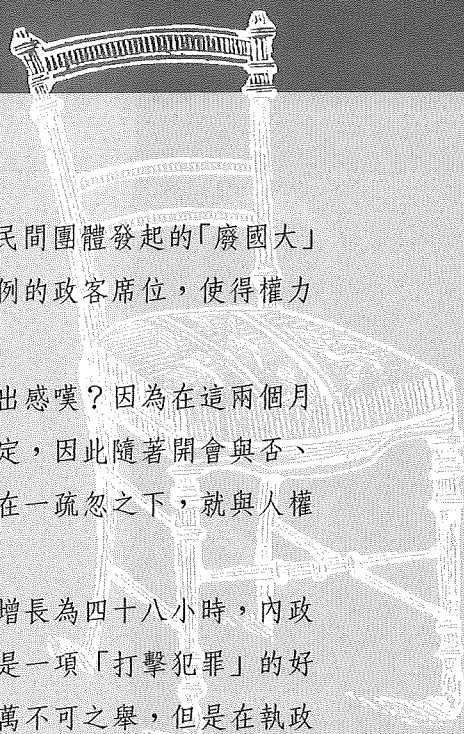 民間團體發起的「廢國大」
例的政客席位，使得權力
出感嘆？因為在這兩個月
定，因此隨著開會與否、
在一疏忽之下，就與人權
增長為四十八小時，內政
是一項「打擊犯罪」的好
萬不可之舉，但是在執政